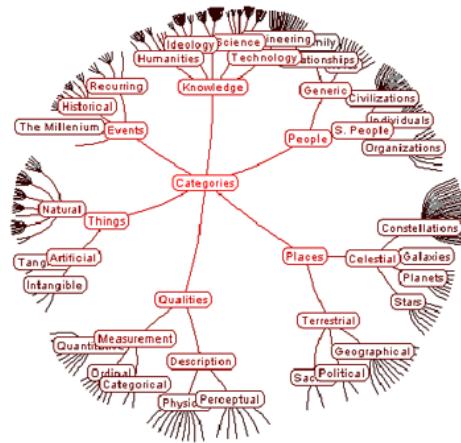 Ideology
Science
Humanities
Technology
Knowledge
Recurring
Historical
The Millenium
Events
Generic
Civilizations
Individuals
S. People
People
Organizations
Categories
Natural
Things
Artificial
Intangible
Constellations
Places
Celestial
Galaxies
Planets
Stars
Qualities
Terrestrial
Measurement
Geographical
Description
Political
Ordinal
Categorical
Perceptual